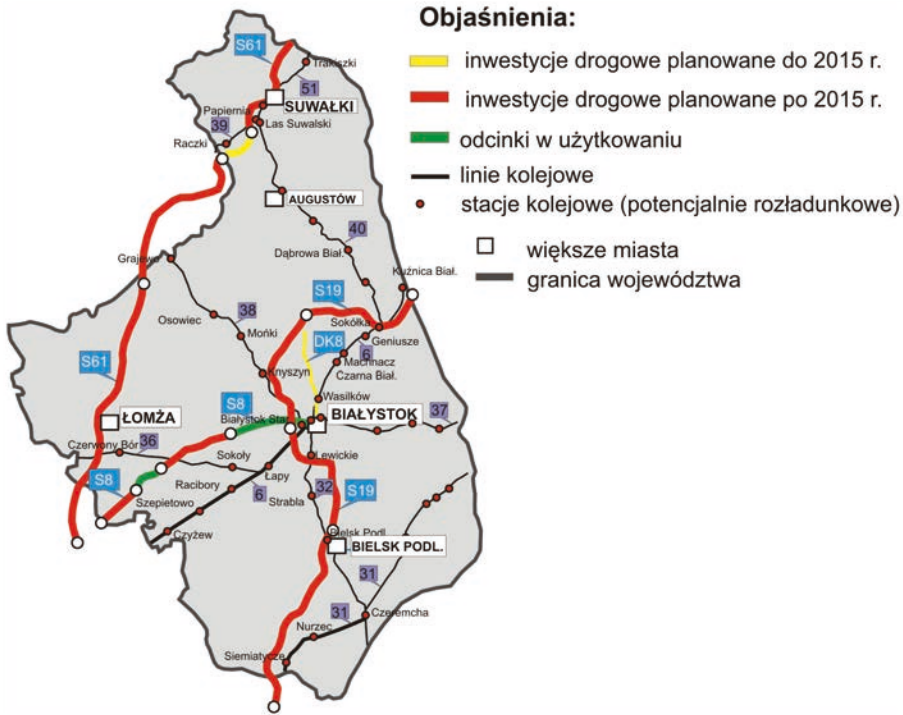 Objaśnienia:
inwestycje drogowe planowane do 2015 r.
inwestycje drogowe planowane po 2015 r.
odcinki w użytkowaniu
linie kolejowe
stacje kolejowe (potencjalnie rozładunkowe)
większe miasta
granica województwa
S61
Trakiszki
51
Papiernia
SUWAŁKI
39
Las Suwalski
Raczki
AUGUSTÓW
40
Dąbrowa Biał.
Grajewo
Kuźnica Biał.
S19
38
Osowiec
Sokółka
Mońki
DK8
Geniusze
6
Machnacz
S61
Knyszyn
Czarna Biał.
Wasilków
S8
37
ŁOMŻA
Białystok Star.
BIAŁYSTOK
36
Czerwony Bór
Sokoły
Lewickie
S8
Racibory
Łapy
32
S19
Szepietowo
6
Strabla
Czyżew
Bielsk Podl.
BIELSK PODL.
31
31
Czeremcha
Nurzec
Siemiatycze